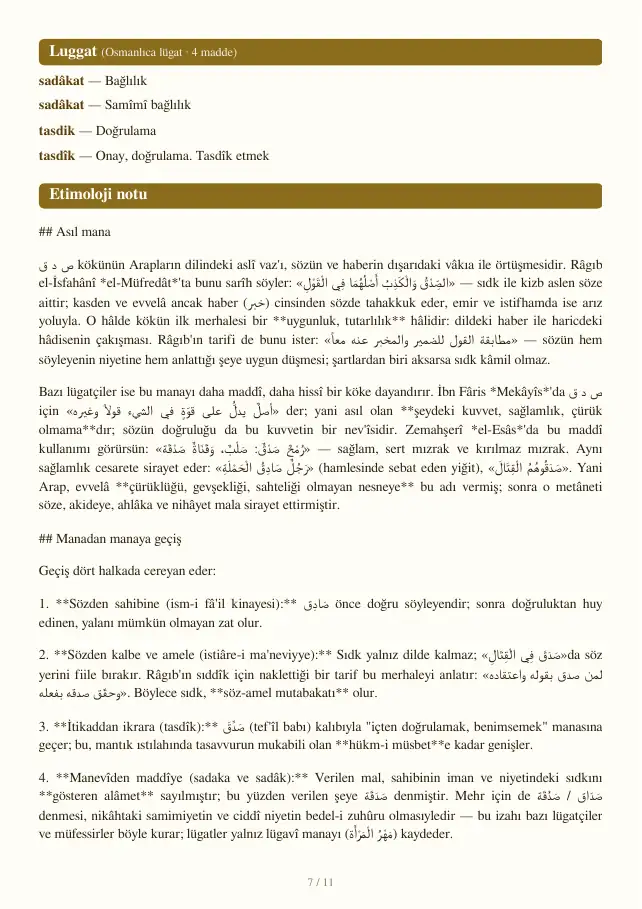 Luggat (Osmanlıca lügat · 4 madde)
sadâkat — Bağlılık
sadâkat — Samîmî bağlılık
tasdik — Doğrulama
tasdîk — Onay, doğrulama. Tasdîk etmek
Etimoloji notu
## Asıl mana
ص د ق kökünün Arapların dilindeki aslî vaz'ı, sözün ve haberin dışarıdaki vâkıa ile örtüşmesidir. Râgıb
el-İsfahânî *el-Müfredât*'ta bunu sarîh söyler: «الصِّدْقُ وَالْكَذِبُ أَصْلُهُمَا فِي الْقَوْلِ» — sıdk ile kizb aslen söze
aittir; kasden ve evvelâ ancak haber (خبر) cinsinden sözde tahakkuk eder, emir ve istifhamda ise arız
yoluyla. O hâlde kökün ilk merhalesi bir **uygunluk, tutarlılık** hâlidir: dildeki haber ile haricdeki
hâdisenin çakışması. Râgıb'ın tarifi de bunu ister: «مطابقة القول للضمير والمخبر عنه معاً» — sözün hem
söyleyenin niyetine hem anlattığı şeye uygun düşmesi; şartlardan biri aksarsa sıdk kâmil olmaz.
Bazı lügatçiler ise bu manayı daha maddî, daha hissî bir köke dayandırır. İbn Fâris *Mekâyîs*'da ص د ق
için «أصلٌ يدلُّ على قوّةٍ في الشيء قولاً وغيره» der; yani asıl olan **şeydeki kuvvet, sağlamlık, çürük
olmama**dır; sözün doğruluğu da bu kuvvetin bir nev'îsidir. Zemahşerî *el-Esâs*'da bu maddî
kullanımı görürsün: «رُمْحٌ صَدْقٌ: صَلْبٌ، وَقَنَاةٌ صَدْقَة» — sağlam, sert mızrak ve kırılmaz mızrak. Aynı
sağlamlık cesarete sirayet eder: «رَجُلٌ صَادِقُ الْحَمْلَةِ» (hamlesinde sebat eden yiğit), «صَدَقُوهُمُ الْقِتَالَ». Yani
Arap, evvelâ **çürüklüğü, gevşekliği, sahteliği olmayan nesneye** bu adı vermiş; sonra o metâneti
söze, akideye, ahlâka ve nihâyet mala sirayet ettirmiştir.
## Manadan manaya geçiş
Geçiş dört halkada cereyan eder:
1. **Sözden sahibine (ism-i fâ'il kinayesi):** صَادِق önce doğru söyleyendir; sonra doğruluktan huy
edinen, yalanı mümkün olmayan zat olur.
2. **Sözden kalbe ve amele (istiâre-i ma'neviyye):** Sıdk yalnız dilde kalmaz; «صَدَقَ فِي الْقِتَالِ»da söz
yerini fiile bırakır. Râgıb'ın sıddîk için naklettiği bir tarif bu merhaleyi anlatır: «لمن صدق بقوله واعتقاده
وحقّق صدقه بفعله». Böylece sıdk, **söz-amel mutabakatı** olur.
3. **İtikaddan ikrara (tasdîk):** صَدَّقَ (tef'îl babı) kalıbıyla "içten doğrulamak, benimsemek" manasına
geçer; bu, mantık ıstılahında tasavvurun mukabili olan **hükm-i müsbet**e kadar genişler.
4. **Manevîden maddîye (sadaka ve sadâk):** Verilen mal, sahibinin iman ve niyetindeki sıdkını
**gösteren alâmet** sayılmıştır; bu yüzden verilen şeye صَدَقَة denmiştir. Mehr için de صَدَاق / صَدُقَة
denmesi, nikâhtaki samimiyetin ve ciddî niyetin bedel-i zuhûru olmasıyledir — bu izahı bazı lügatçiler
ve müfessirler böyle kurar; lügatler yalnız lügavî manayı (مَهْرُ الْمَرْأَةِ) kaydeder.
7 / 11